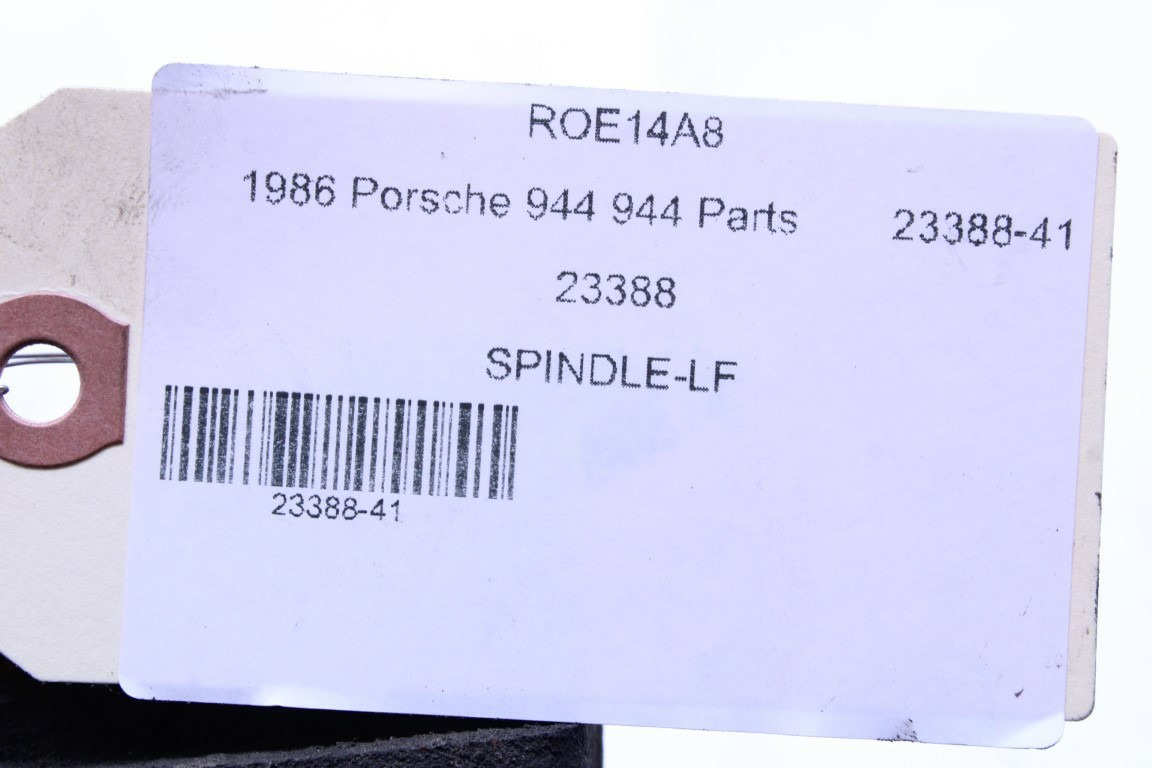 ROE14A8
1986 Porsche 944 944 Parts 23388-41
23388
SPINDLE-LF
23388-41